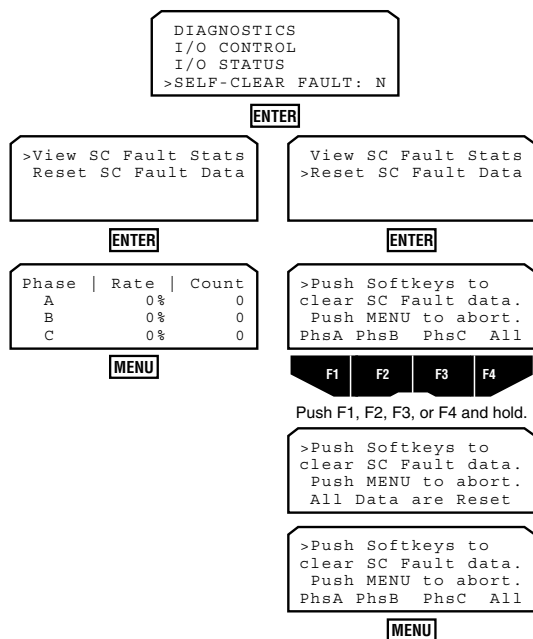 DIAGNOSTICS
I/O CONTROL
I/O STATUS
>SELF-CLEAR FAULT: N
ENTER
>View SC Fault Stats
Reset SC Fault Data
ENTER
Phase | Rate | Count
A 0% 0
B 0% 0
C 0% 0
MENU
View SC Fault Stats
>Reset SC Fault Data
ENTER
>Push Softkeys to
clear SC Fault data.
Push MENU to abort.
PhsA PhsB PhsC All
F1 F2 F3 F4
Push F1, F2, F3, or F4 and hold.
>Push Softkeys to
clear SC Fault data.
Push MENU to abort.
All Data are Reset
>Push Softkeys to
clear SC Fault data.
Push MENU to abort.
PhsA PhsB PhsC All
MENU